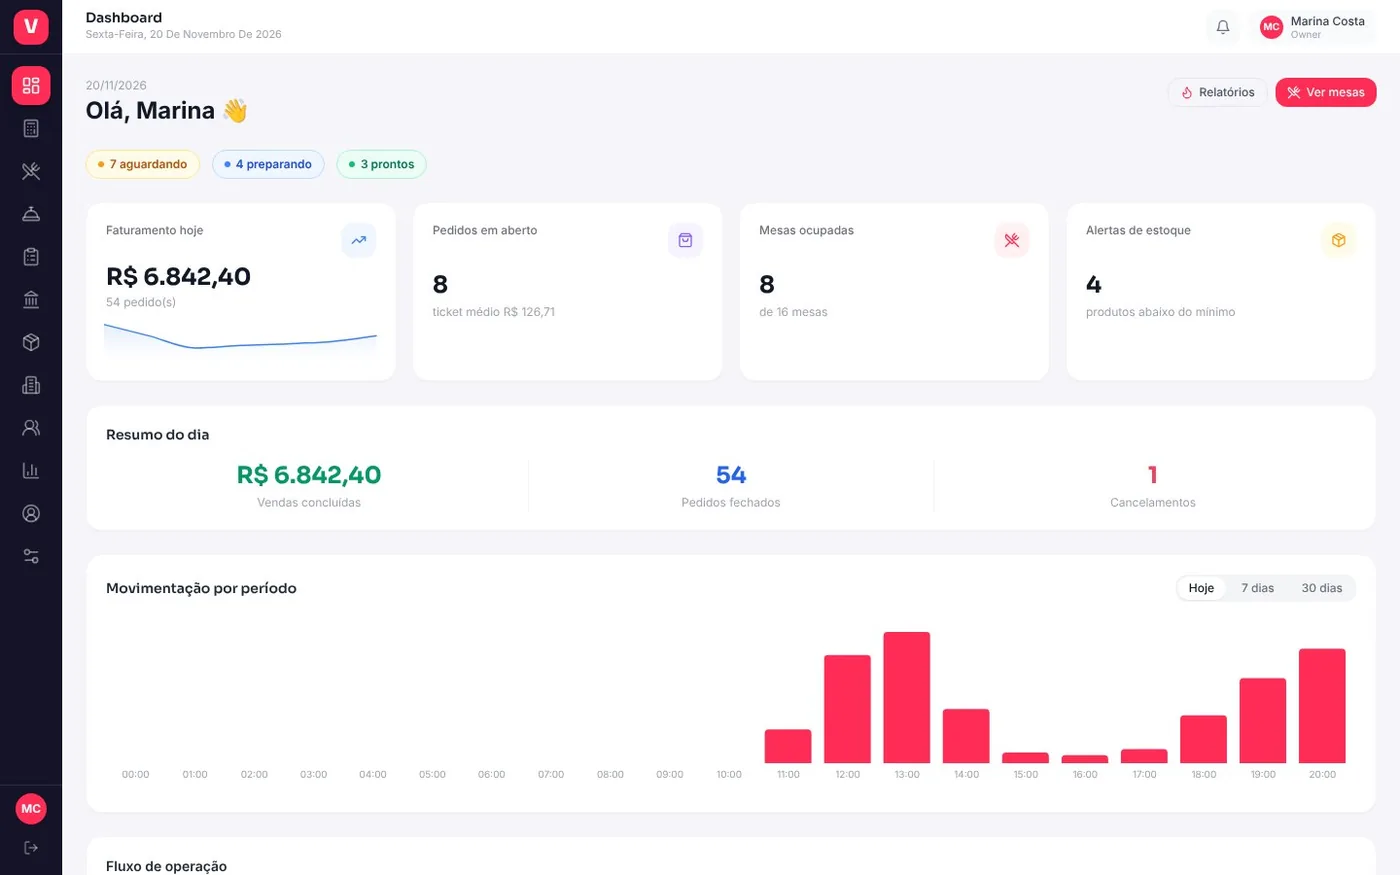 V
Dashboard
Sexta-Feira, 20 De Novembro De 2026
MC
Marina Costa
Owner
20/11/2026
Olá, Marina 👋
Relatórios
Ver mesas
7 aguardando
4 preparando
3 prontos
Faturamento hoje
R$ 6.842,40
54 pedido(s)
Pedidos em aberto
8
ticket médio R$ 126,71
Mesas ocupadas
8
de 16 mesas
Alertas de estoque
4
produtos abaixo do mínimo
Resumo do dia
R$ 6.842,40
Vendas concluídas
54
Pedidos fechados
1
Cancelamentos
Movimentação por período
Hoje
7 dias
30 dias
00:00 01:00 02:00 03:00 04:00 05:00 06:00 07:00 08:00 09:00 10:00 11:00 12:00 13:00 14:00 15:00 16:00 17:00 18:00 19:00 20:00
MC
Fluxo de operação